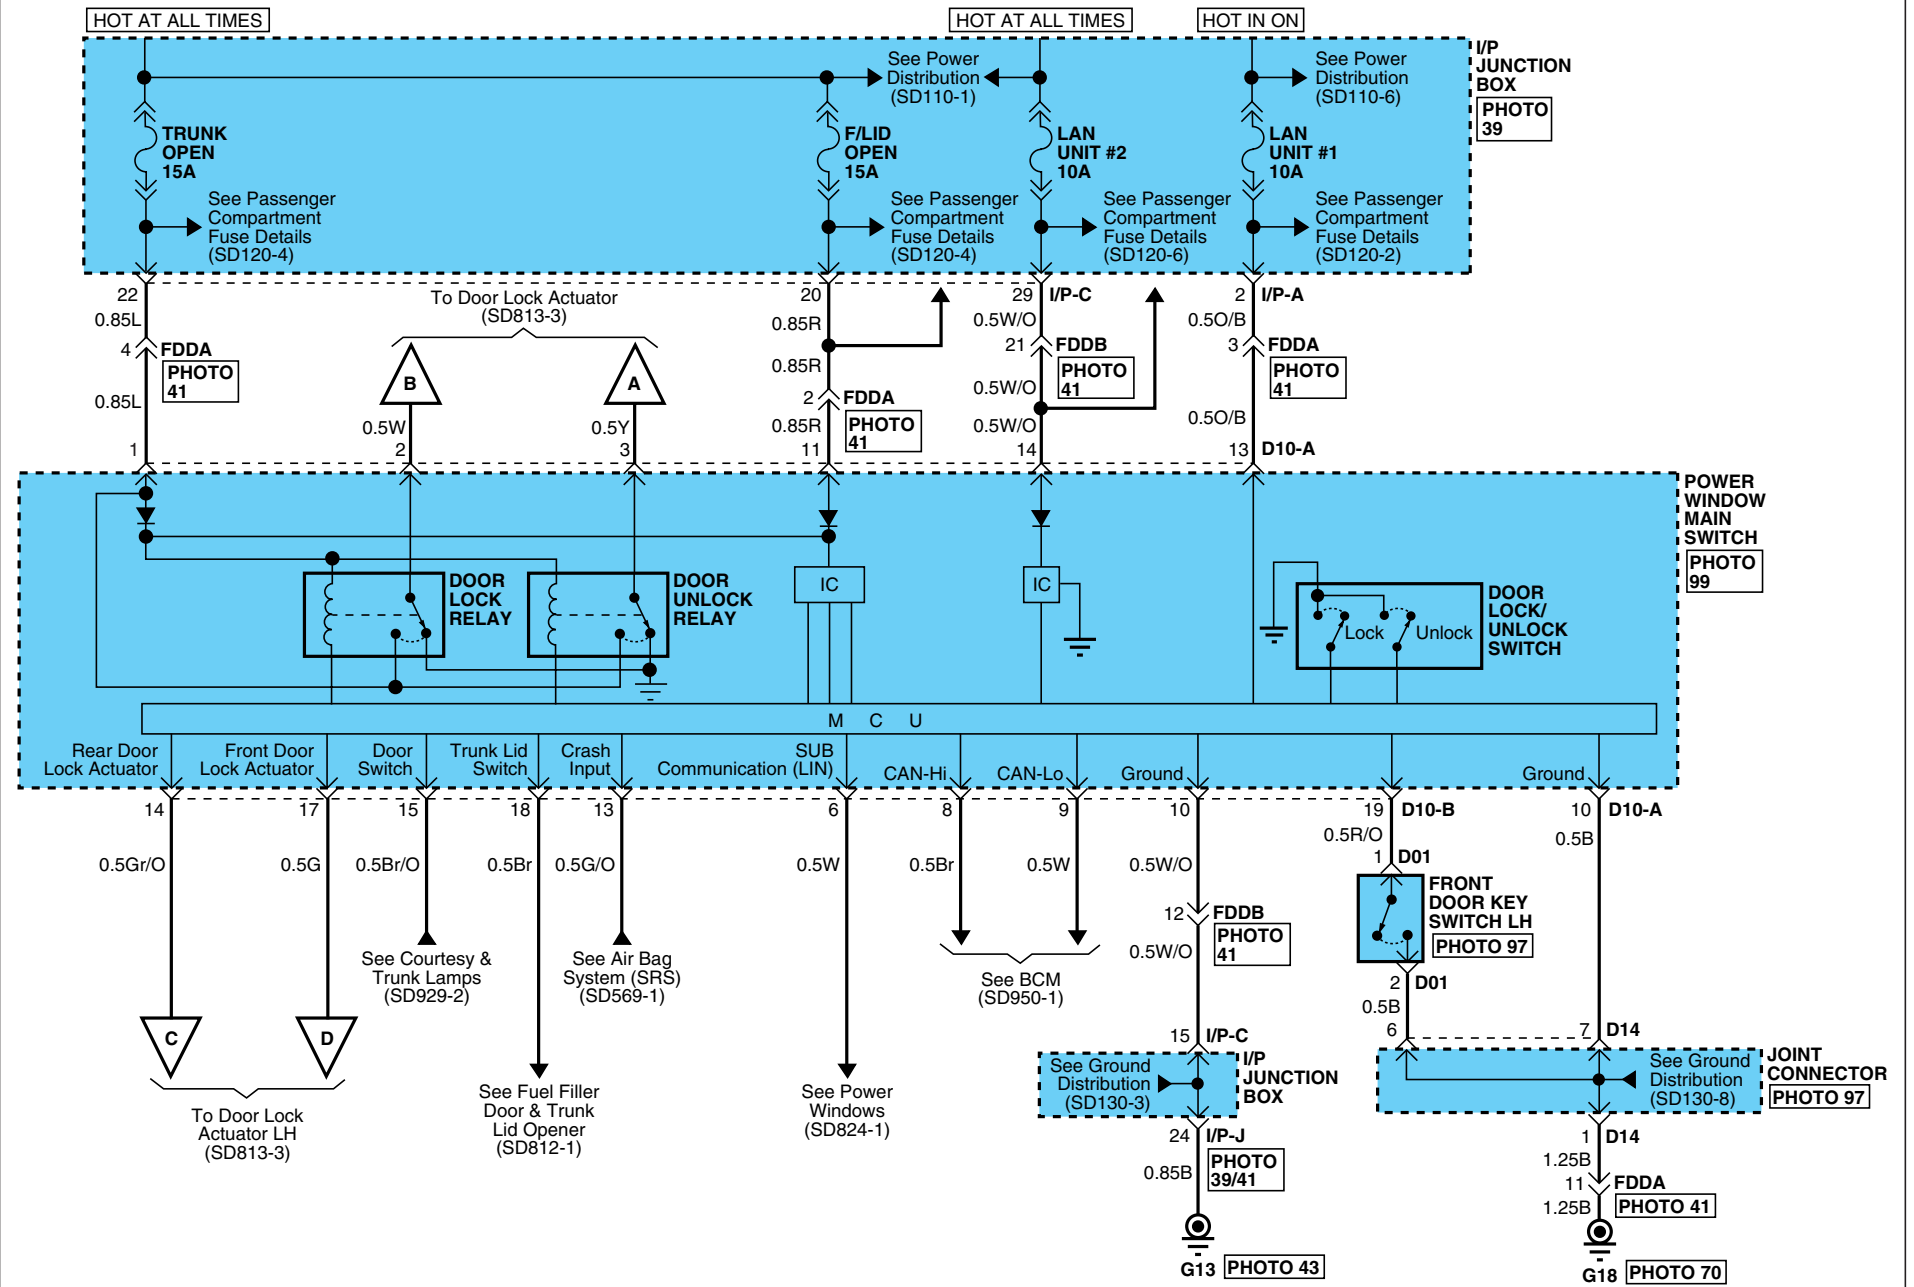 HOT AT ALL TIMES
HOT AT ALL TIMES
HOT IN ON
See Power
Distribution
(SD110-1)
See Power
Distribution
(SD110-6)
I/P
JUNCTION
BOX
PHOTO
39
TRUNK
OPEN
15A
F/LID
OPEN
15A
LAN
UNIT #2
10A
LAN
UNIT #1
10A
See Passenger
Compartment
Fuse Details
(SD120-4)
See Passenger
Compartment
Fuse Details
(SD120-4)
See Passenger
Compartment
Fuse Details
(SD120-6)
See Passenger
Compartment
Fuse Details
(SD120-2)
22
0.85L
4
FDDA
PHOTO
41
0.85L
1
To Door Lock Actuator
(SD813-3)
B
0.5W
2
A
0.5Y
3
20
0.85R
0.85R
2
FDDA
PHOTO
41
0.85R
11
29
I/P-C
0.5W/O
21
FDDB
PHOTO
41
0.5W/O
0.5W/O
14
2
I/P-A
0.5O/B
3
FDDA
PHOTO
41
0.5O/B
13
D10-A
POWER
WINDOW
MAIN
SWITCH
PHOTO
99
DOOR
LOCK
RELAY
DOOR
UNLOCK
RELAY
IC
IC
Lock
Unlock
DOOR
LOCK/
UNLOCK
SWITCH
M C U
Rear Door
Lock Actuator
Front Door
Lock Actuator
Door
Switch
Trunk Lid
Switch
Crash
Input
SUB
Communication (LIN)
CAN-Hi
CAN-Lo
Ground
Ground
14
17
15
18
13
6
8
9
10
19
D10-B
10
D10-A
0.5Gr/O
0.5G
0.5Br/O
0.5Br
0.5G/O
0.5W
0.5Br
0.5W
0.5W/O
0.5R/O
0.5B
1
D01
FRONT
DOOR KEY
SWITCH LH
PHOTO 97
12
FDDB
PHOTO
41
0.5W/O
See Courtesy &
Trunk Lamps
(SD929-2)
See Air Bag
System (SRS)
(SD569-1)
See BCM
(SD950-1)
2
D01
0.5B
6
7
D14
C
D
To Door Lock
Actuator LH
(SD813-3)
See Fuel Filler
Door & Trunk
Lid Opener
(SD812-1)
See Power
Windows
(SD824-1)
15
I/P-C
See Ground
Distribution
(SD130-3)
I/P
JUNCTION
BOX
See Ground
Distribution
(SD130-8)
JOINT
CONNECTOR
PHOTO 97
24
I/P-J
PHOTO
39/41
0.85B
G13
PHOTO 43
1
D14
1.25B
11
FDDA
PHOTO 41
1.25B
G18
PHOTO 70